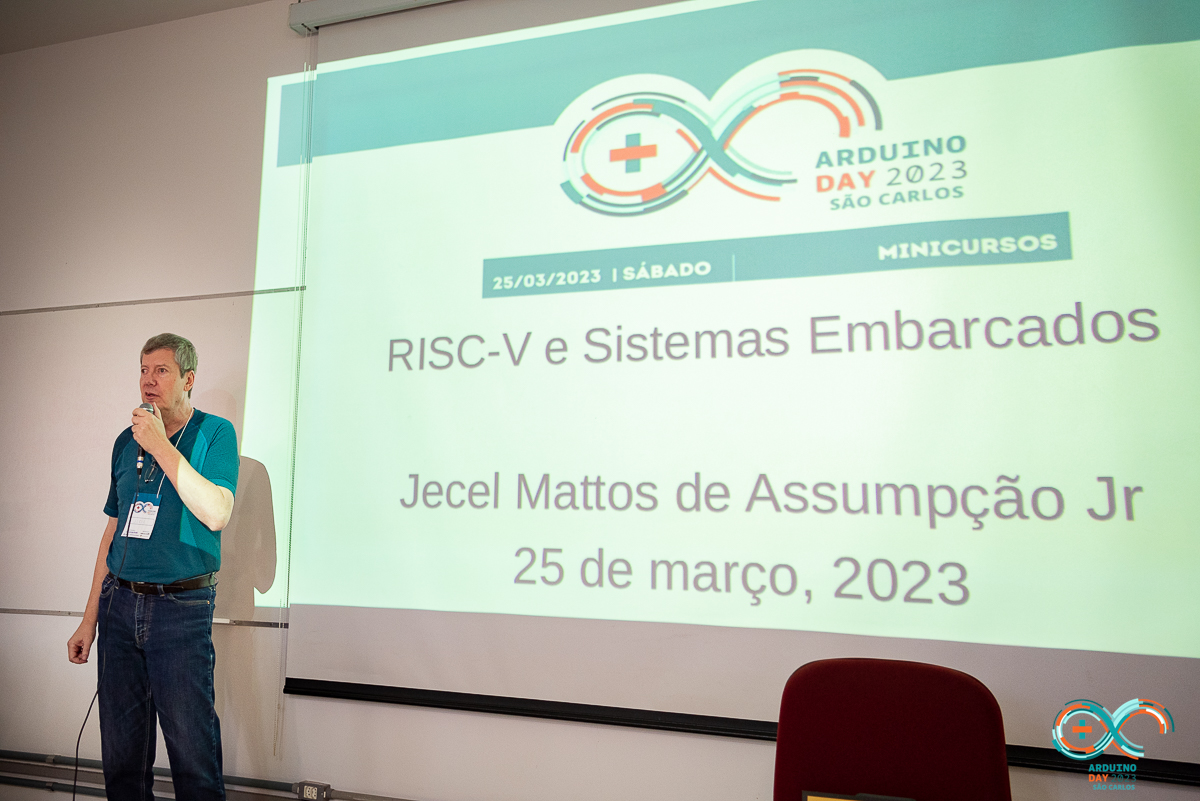 ARDUINO
DAY 2023
SÃO CARLOS
25/03/2023 | SÁBADO
MINICURSOS
RISC-V e Sistemas Embarcados
Jecel Mattos de Assumpção Jr
25 de março, 2023
ARDUINO
DAY 2023
SÃO CARLOS